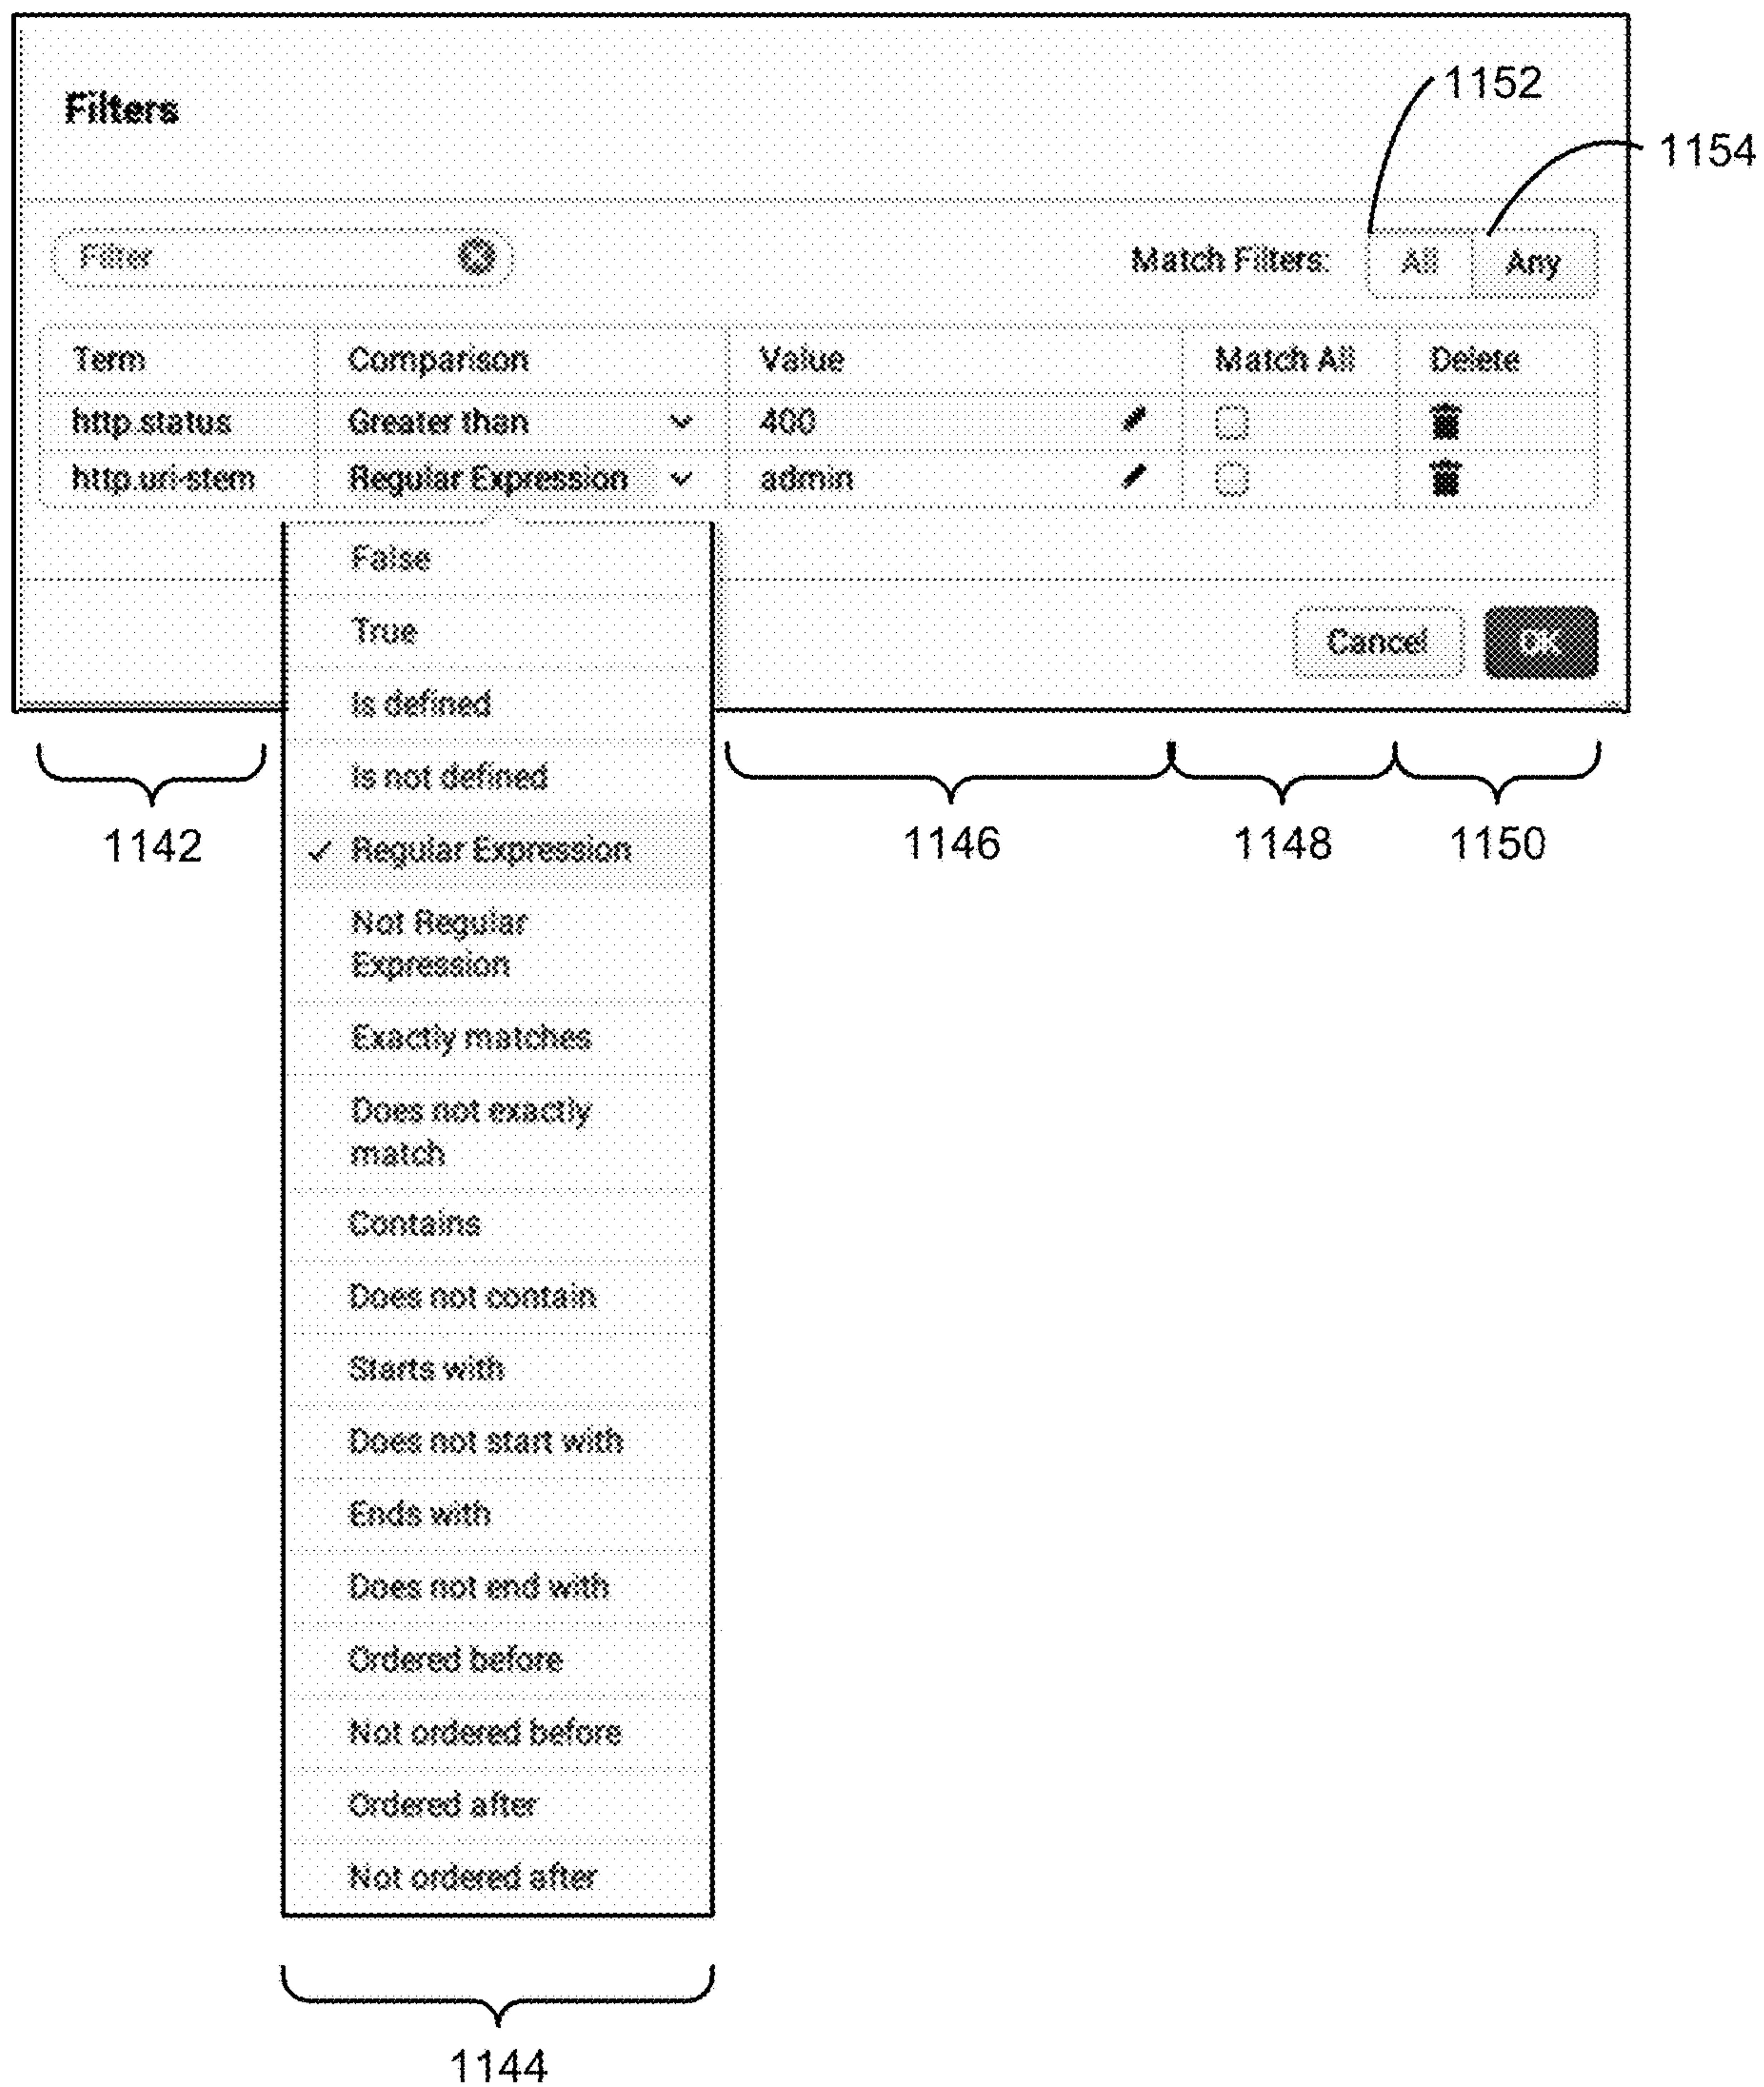 1152
1154
Filters
Filter
Match Filters: All Any
Term Comparison Value Match All Delete
http.status Greater than 400
http.uri-stem Regular Expression admin
False
True
Is defined
Is not defined
Regular Expression
Not Regular
Expression
Exactly matches
Does not exactly
match
Contains
Does not contain
Starts with
Does not start with
Ends with
Does not end with
Ordered before
Not ordered before
Ordered after
Not ordered after
Cancel OK
1142
1146
1148
1150
1144